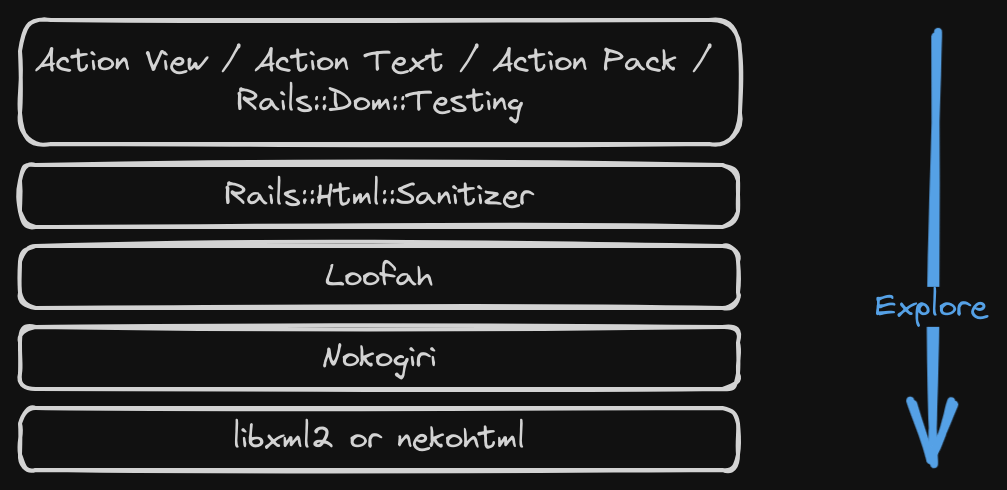 Action View / Action Text / Action Pack /
Rails::Dom::Testing
Rails::Html::Sanitizer
Loofah
Explore
Nokogiri
libxml2 or nekohtml